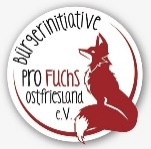 Bürgerinitiative
Pro Fuchs
Ostfriesland
e.V.